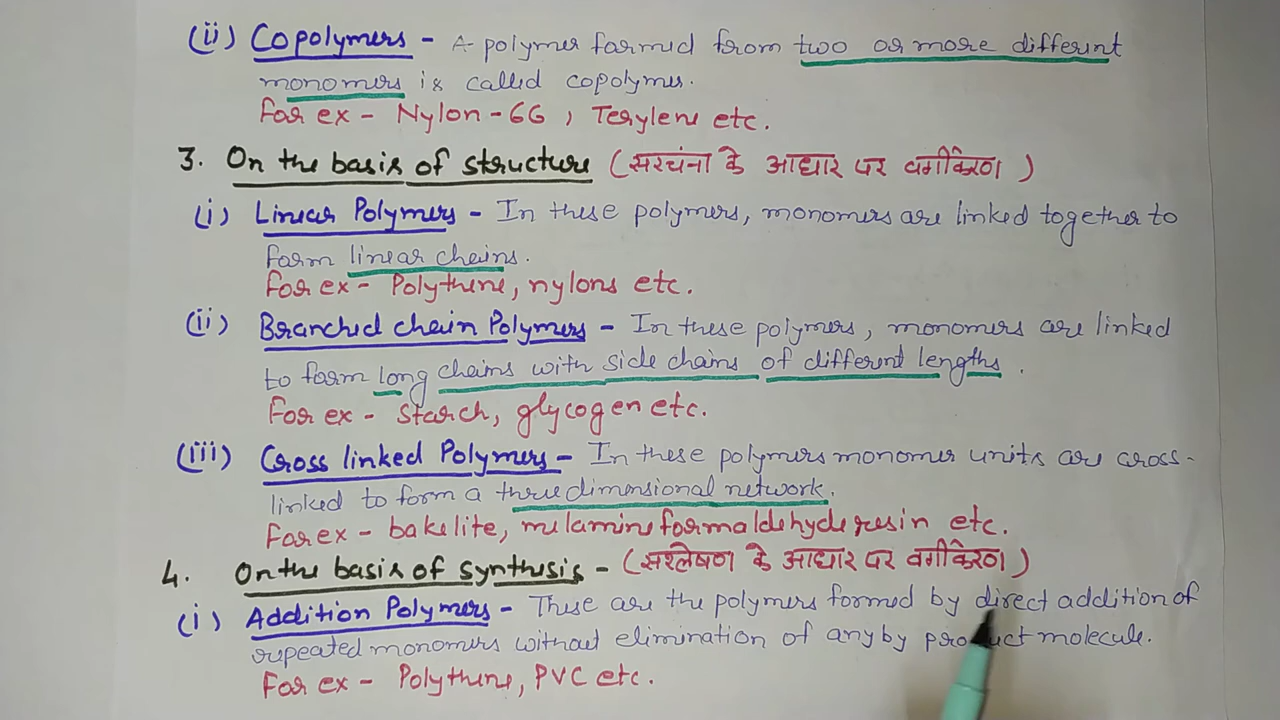 (ii) Copolymers - A polymer formed from two or more different
monomers is called copolymer.
For ex - Nylon-66, Terylene etc.
3. On the basis of structure (सरचंना के आधार पर वर्गीकरण)
(i) Linear Polymers - In these polymers, monomers are linked together to
form linear chains.
For ex - Polythene, nylons etc.
(ii) Branched chain Polymers - In these polymers, monomers are linked
to form long chains with side chains of different lengths.
For ex - Starch, glycogen etc.
(iii) Cross linked Polymers - In these polymers monomer units are cross-
linked to form a three dimensional network.
For ex - bakelite, melamine formaldehyde resin etc.
4. On the basis of synthesis - (सश्लेषण के आधार पर वर्गीकरण)
(i) Addition Polymers - These are the polymers formed by direct addition of
repeated monomers without elimination of any by product molecule.
For ex - Polythene, PVC etc.